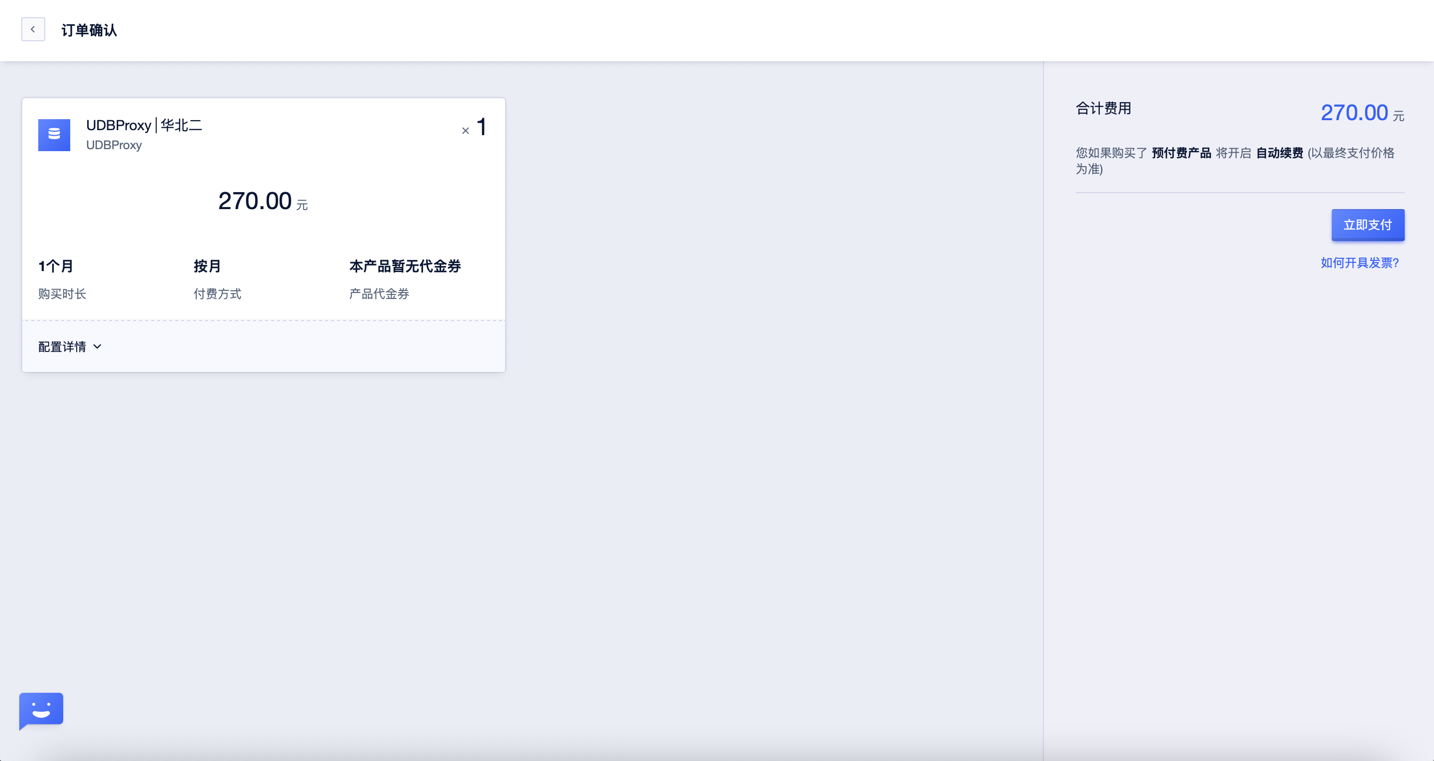 订单确认
UDBProxy│华北二
UDBProxy
× 1
270.00 元
1个月
购买时长
按月
付费方式
本产品暂无代金券
产品代金券
配置详情
合计费用
270.00 元
您如果购买了 预付费产品 将开启 自动续费 (以最终支付价格
为准)
立即支付
如何开具发票?